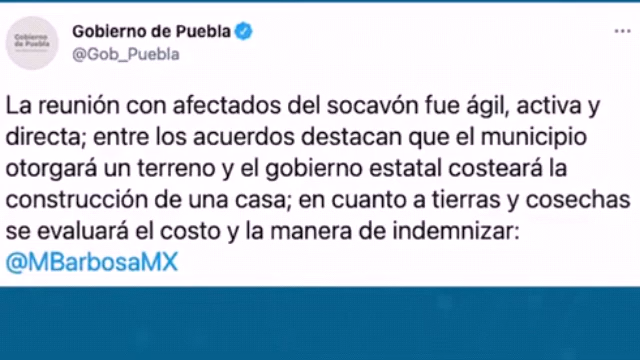 Gobierno de Puebla
Gobierno de Puebla
@Gob_Puebla
La reunión con afectados del socavón fue ágil, activa y
directa; entre los acuerdos destacan que el municipio
otorgará un terreno y el gobierno estatal costeará la
construcción de una casa; en cuanto a tierras y cosechas
se evaluará el costo y la manera de indemnizar:
@MBarbosaMX